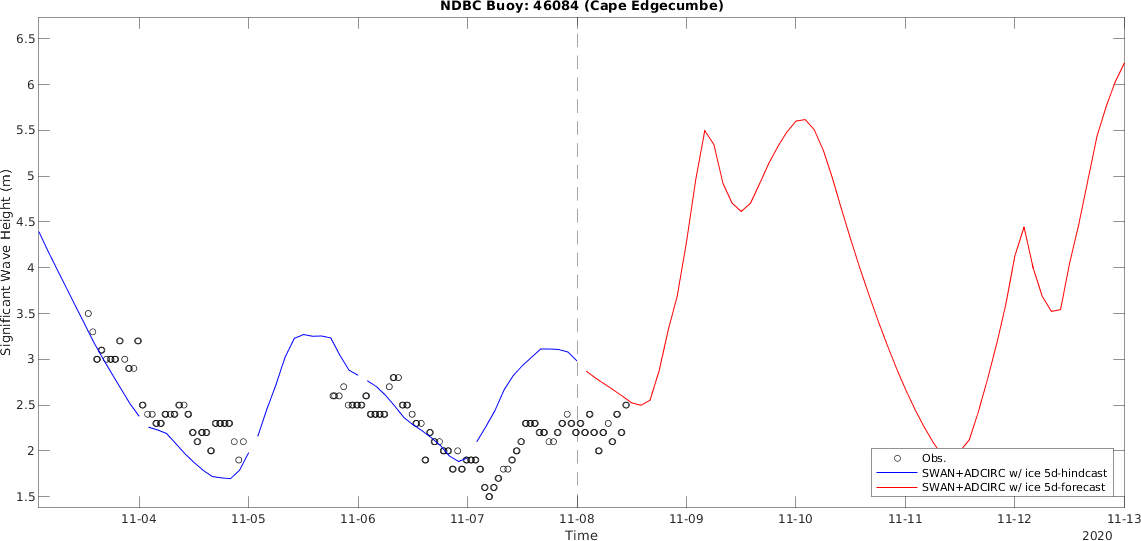 NDBC Buoy: 46084 (Cape Edgecumbe)
Significant Wave Height (m)
6.5
6
5.5
5
4.5
4
3.5
3
2.5
2
1.5
Obs.
SWAN+ADCIRC w/ ice 5d-hindcast
SWAN+ADCIRC w/ ice 5d-forecast
11-04 11-05 11-06 11-07 11-08 11-09 11-10 11-11 11-12 11-13
Time
2020